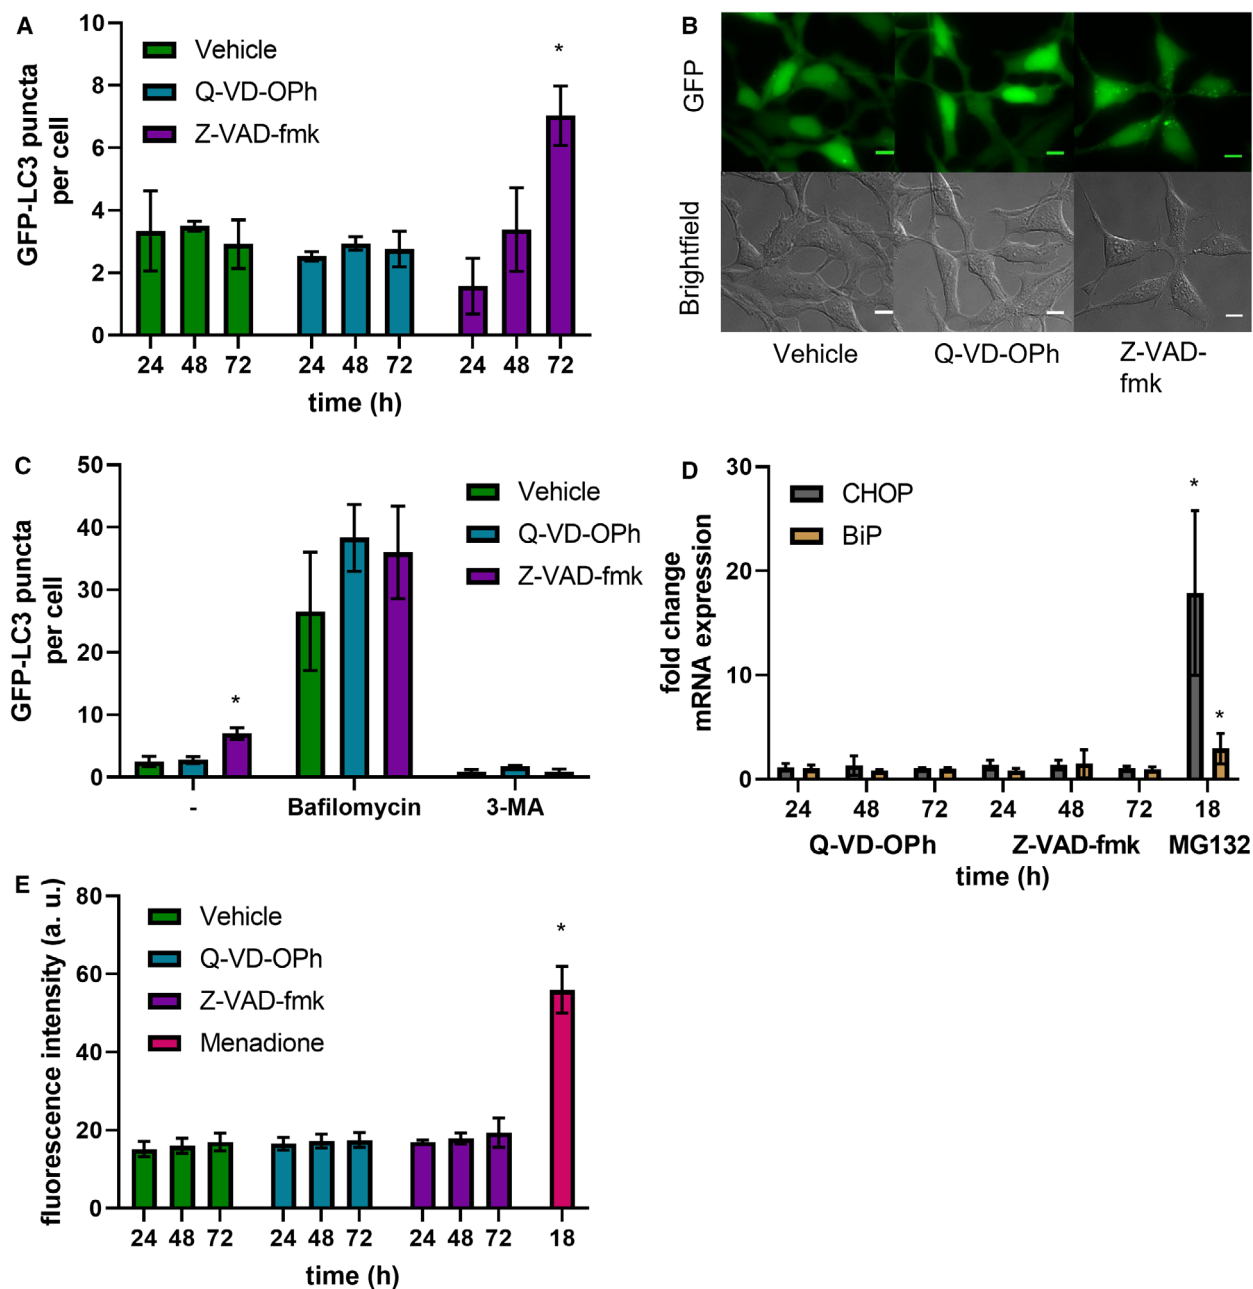 A
GFP-LC3 puncta
per cell
10
8
6
4
2
0
Vehicle
Q-VD-OPh
Z-VAD-fmk
*
24 48 72 24 48 72 24 48 72
time (h)
B
GFP
Brightfield
Vehicle
Q-VD-OPh
Z-VAD-
fmk
C
GFP-LC3 puncta
per cell
50
40
30
20
10
0
Vehicle
Q-VD-OPh
Z-VAD-fmk
*
- Bafilomycin 3-MA
D
fold change
mRNA expression
30
20
10
0
CHOP
BiP
*
*
24 48 72 24 48 72 18
Q-VD-OPh Z-VAD-fmk MG132
time (h)
E
fluorescence intensity (a. u.)
80
60
40
20
0
Vehicle
Q-VD-OPh
Z-VAD-fmk
Menadione
*
24 48 72 24 48 72 24 48 72 18
time (h)